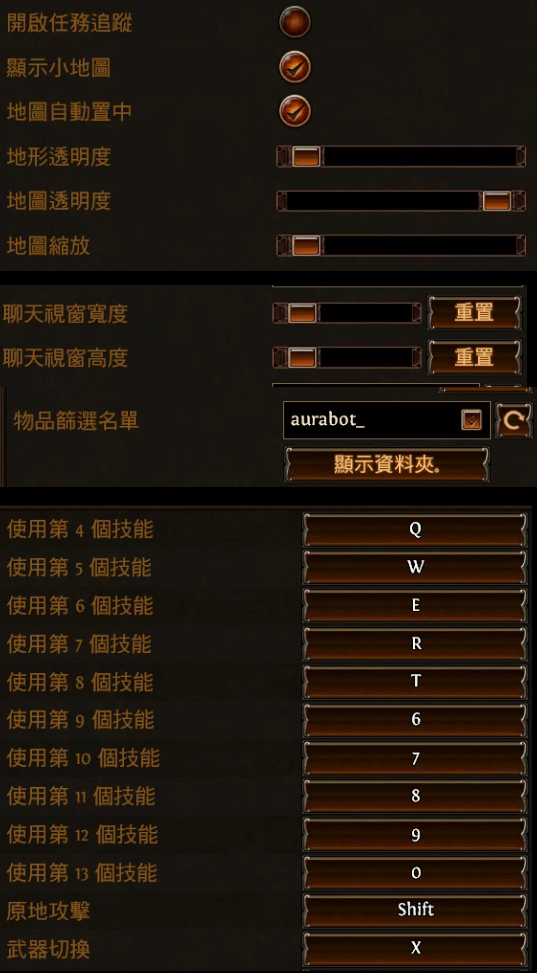 開啟任務追蹤
顯示小地圖
地圖自動置中
地形透明度
地圖透明度
地圖縮放
聊天視窗寬度 重置
聊天視窗高度 重置
物品篩選名單 aurabot_
顯示資料夾。
使用第 4 個技能 Q
使用第 5 個技能 W
使用第 6 個技能 E
使用第 7 個技能 R
使用第 8 個技能 T
使用第 9 個技能 6
使用第 10 個技能 7
使用第 11 個技能 8
使用第 12 個技能 9
使用第 13 個技能 0
原地攻擊 Shift
武器切換 X